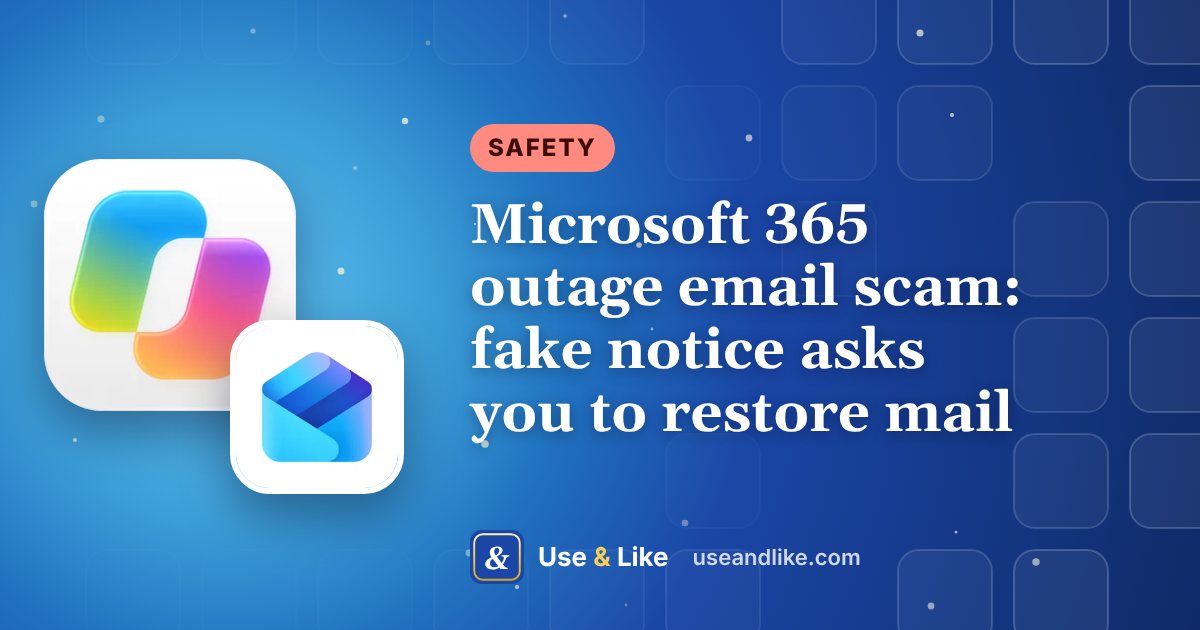 SAFETY
Microsoft 365
outage email scam:
fake notice asks
you to restore mail
& Use & Like useandlike.com